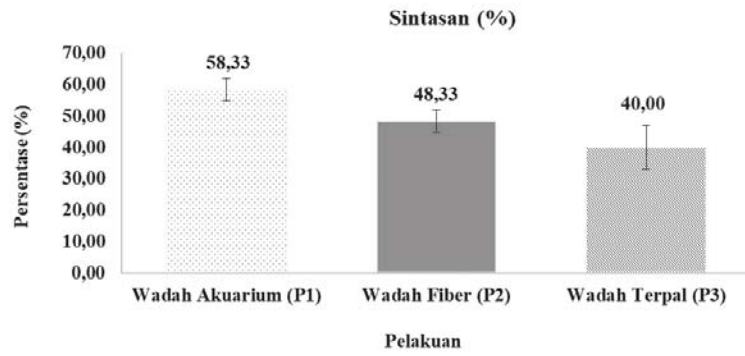 Sintasan (%)
70,00
60,00
50,00
40,00
30,00
20,00
10,00
0,00
Persentase (%)
58,33
48,33
40,00
Wadah Akuarium (P1)
Wadah Fiber (P2)
Wadah Terpal (P3)
Pelakuan